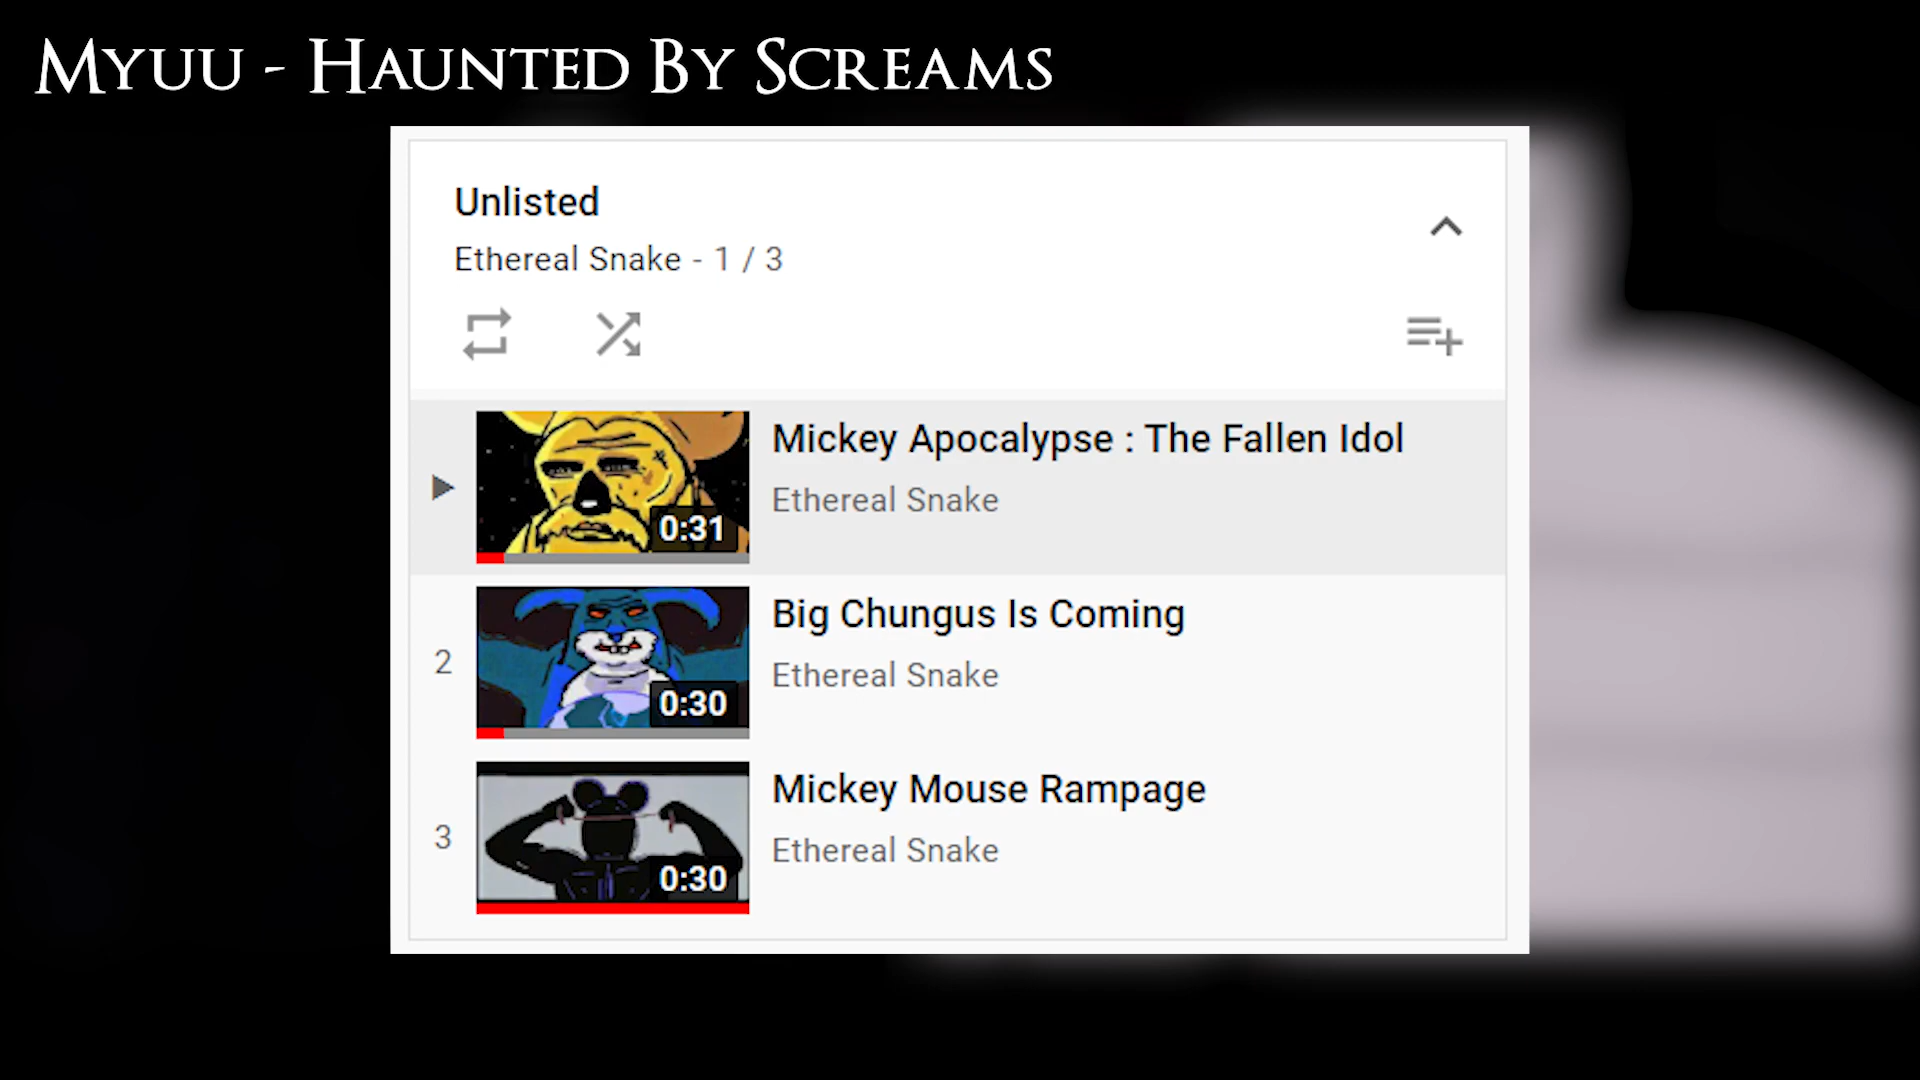 Myuu - Haunted By Screams
Unlisted
Ethereal Snake - 1 / 3
Mickey Apocalypse : The Fallen Idol
Ethereal Snake
0:31
2
Big Chungus Is Coming
Ethereal Snake
0:30
3
Mickey Mouse Rampage
Ethereal Snake
0:30